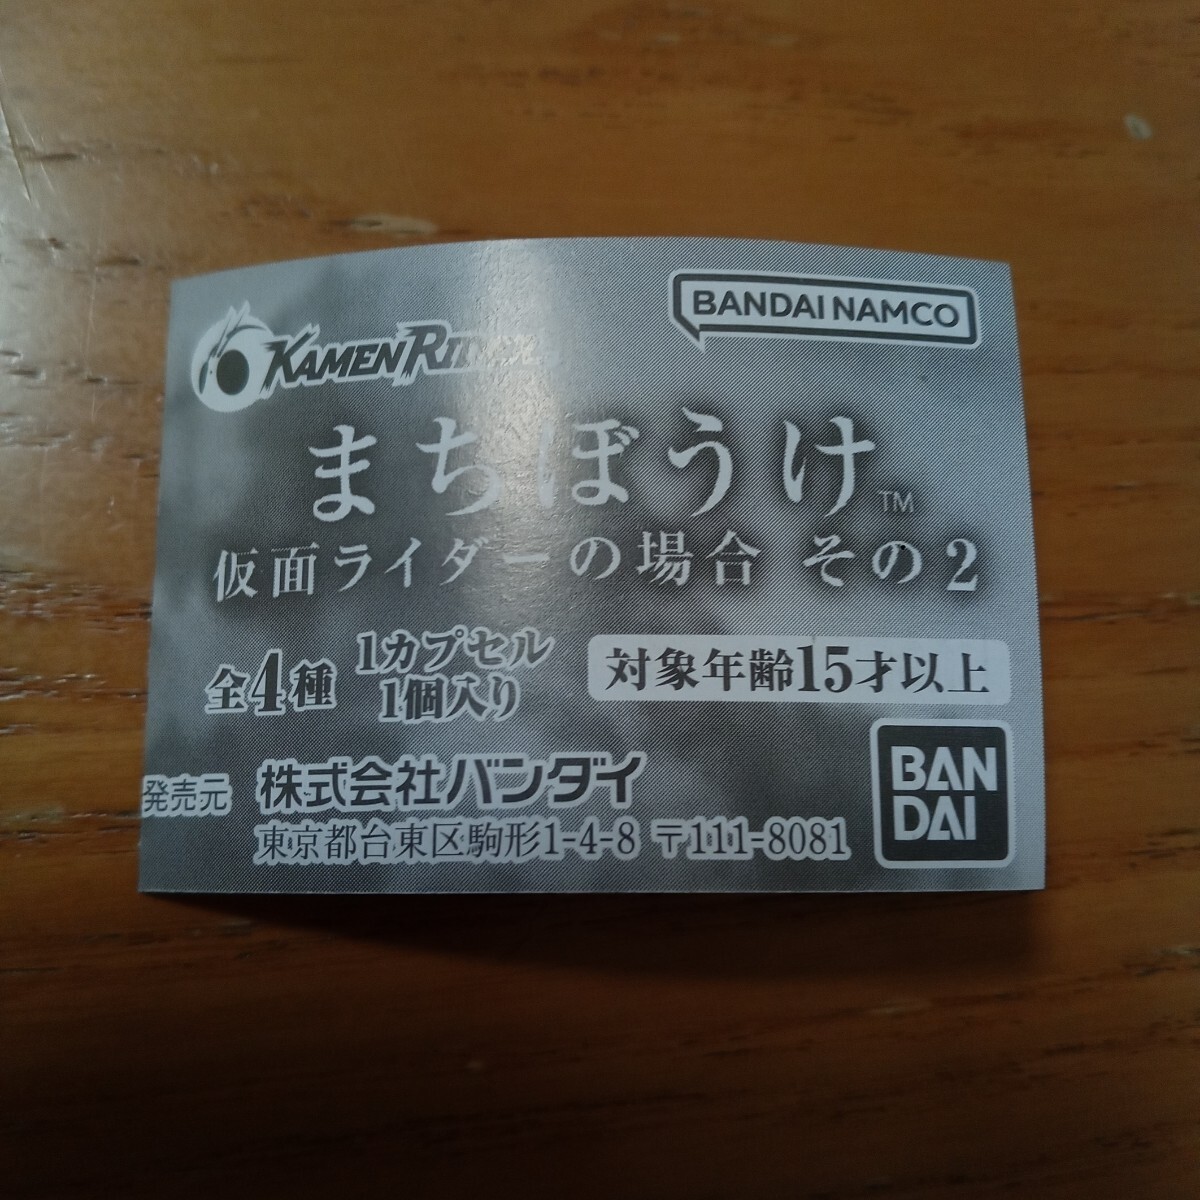 KAMEN RIDER
BANDAI NAMCO
まちぼうけ™
仮面ライダーの場合 その2
全4種
1カプセル
1個入り
対象年齢15才以上
発売元 株式会社バンダイ
東京都台東区駒形1-4-8 〒111-8081
BAN
DAI